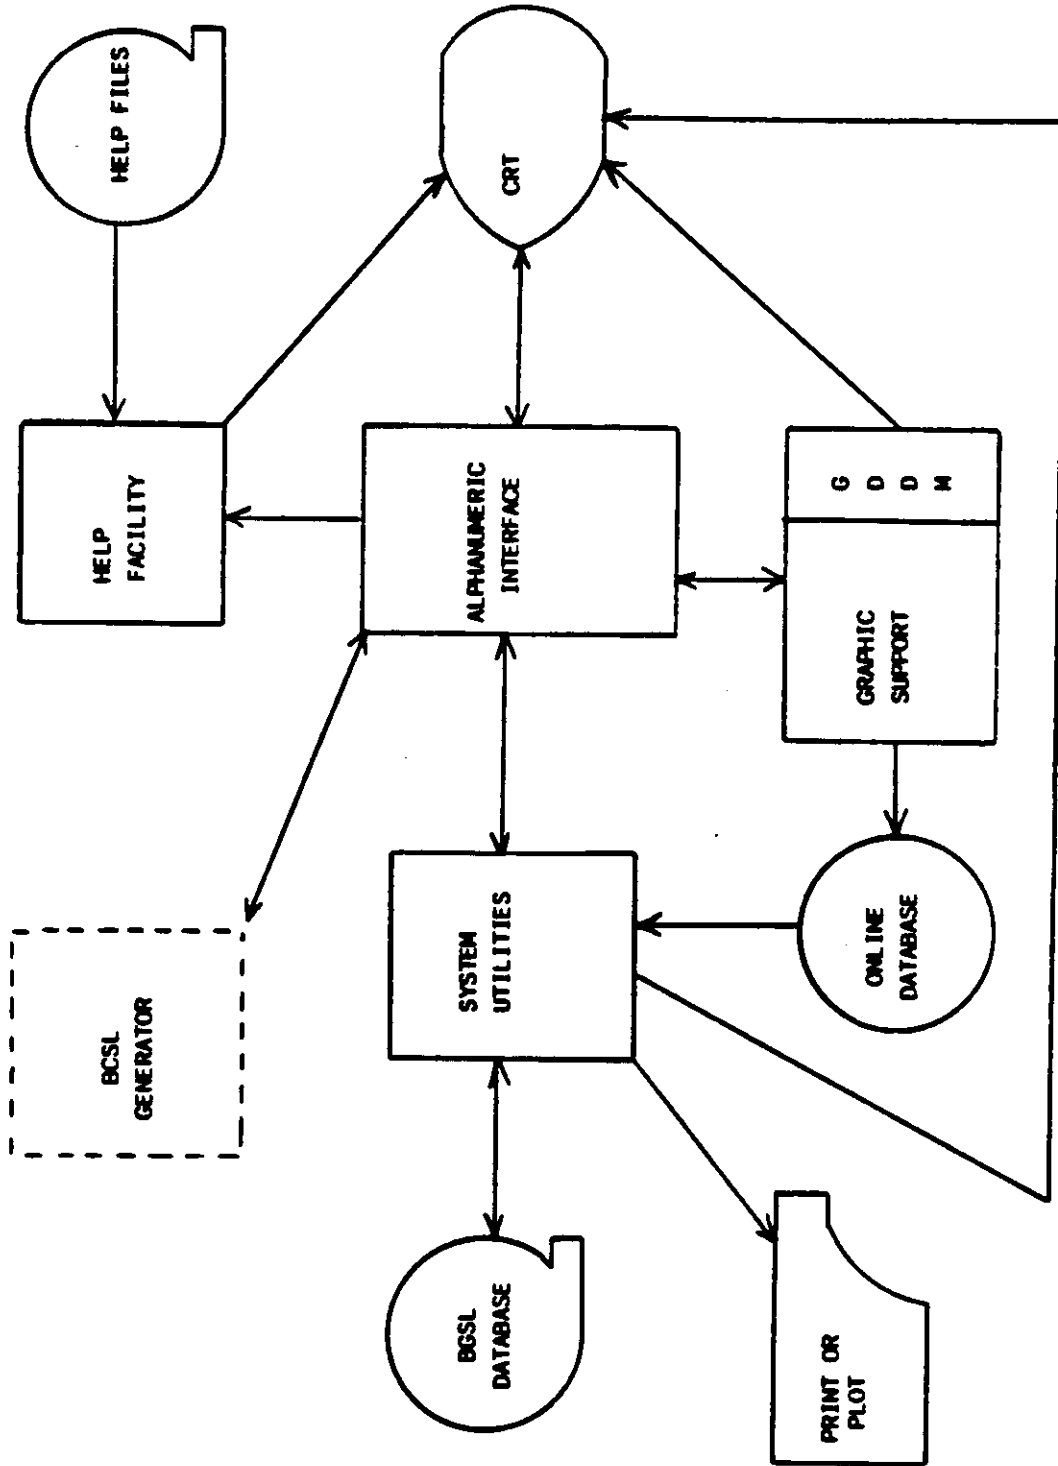 BCSL
GENERATOR
HELP
FACILITY
HELP FILES
BGSL
DATABASE
SYSTEM
UTILITIES
ALPHANUMERIC
INTERFACE
CRT
PRINT OR
PLOT
ONLINE
DATABASE
GRAPHIC
SUPPORT
G
D
D
M